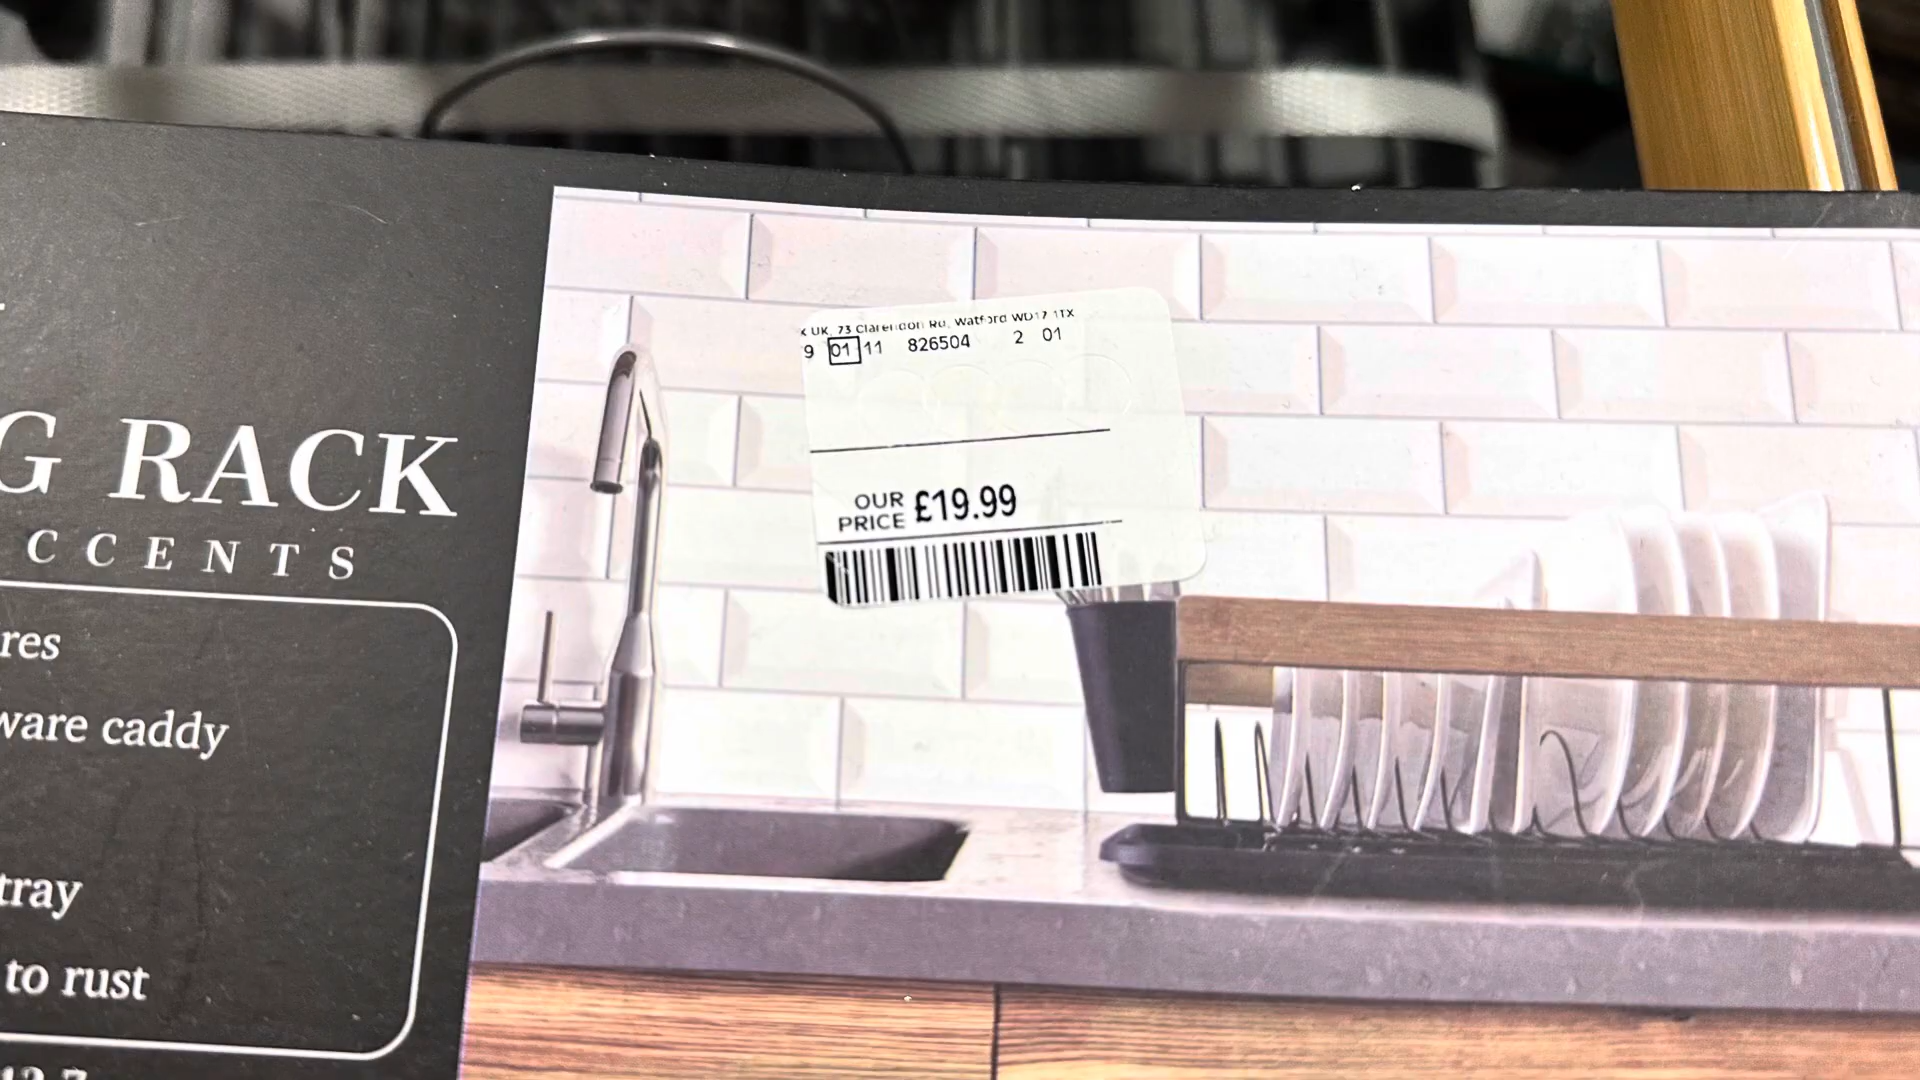 G RACK
CCENTS
res
ware caddy
tray
to rust
K UK, 73 Clarendon Rd, Watford WD17 1TX
9 01 11 826504 2 01
OUR PRICE £19.99